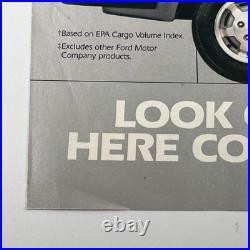 †Based on EPA Cargo Volume Index.
‡Excludes other Ford Motor
Company products.
LOOK
HERE CO